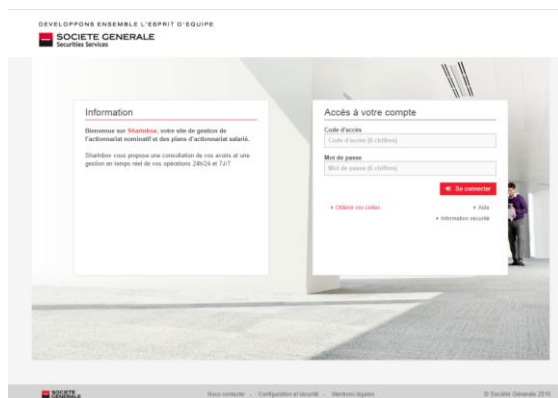 DEVELOPPONS ENSEMBLE L'ESPRIT D'EQUIPE
SOCIETE GENERALE
Securities Services
Information
Bienvenue sur Sharinbox, votre site de gestion de
l'actionnariat nominatif et des plans d'actionnariat salarié.
Sharinbox vous propose une consultation de vos avoirs et une
gestion en temps réel de vos opérations 24h/24 et 7J/7.
Accès à votre compte
Code d'accès
Code d'accès (8 chiffres)
Mot de passe
Mot de passe (6 chiffres)
Se connecter
Obtenir vos codes
Aide
Information sécurité
SOCIETE
GENERALE
Nous contacter - Configuration et sécurité - Mentions légales
© Société Générale 2016